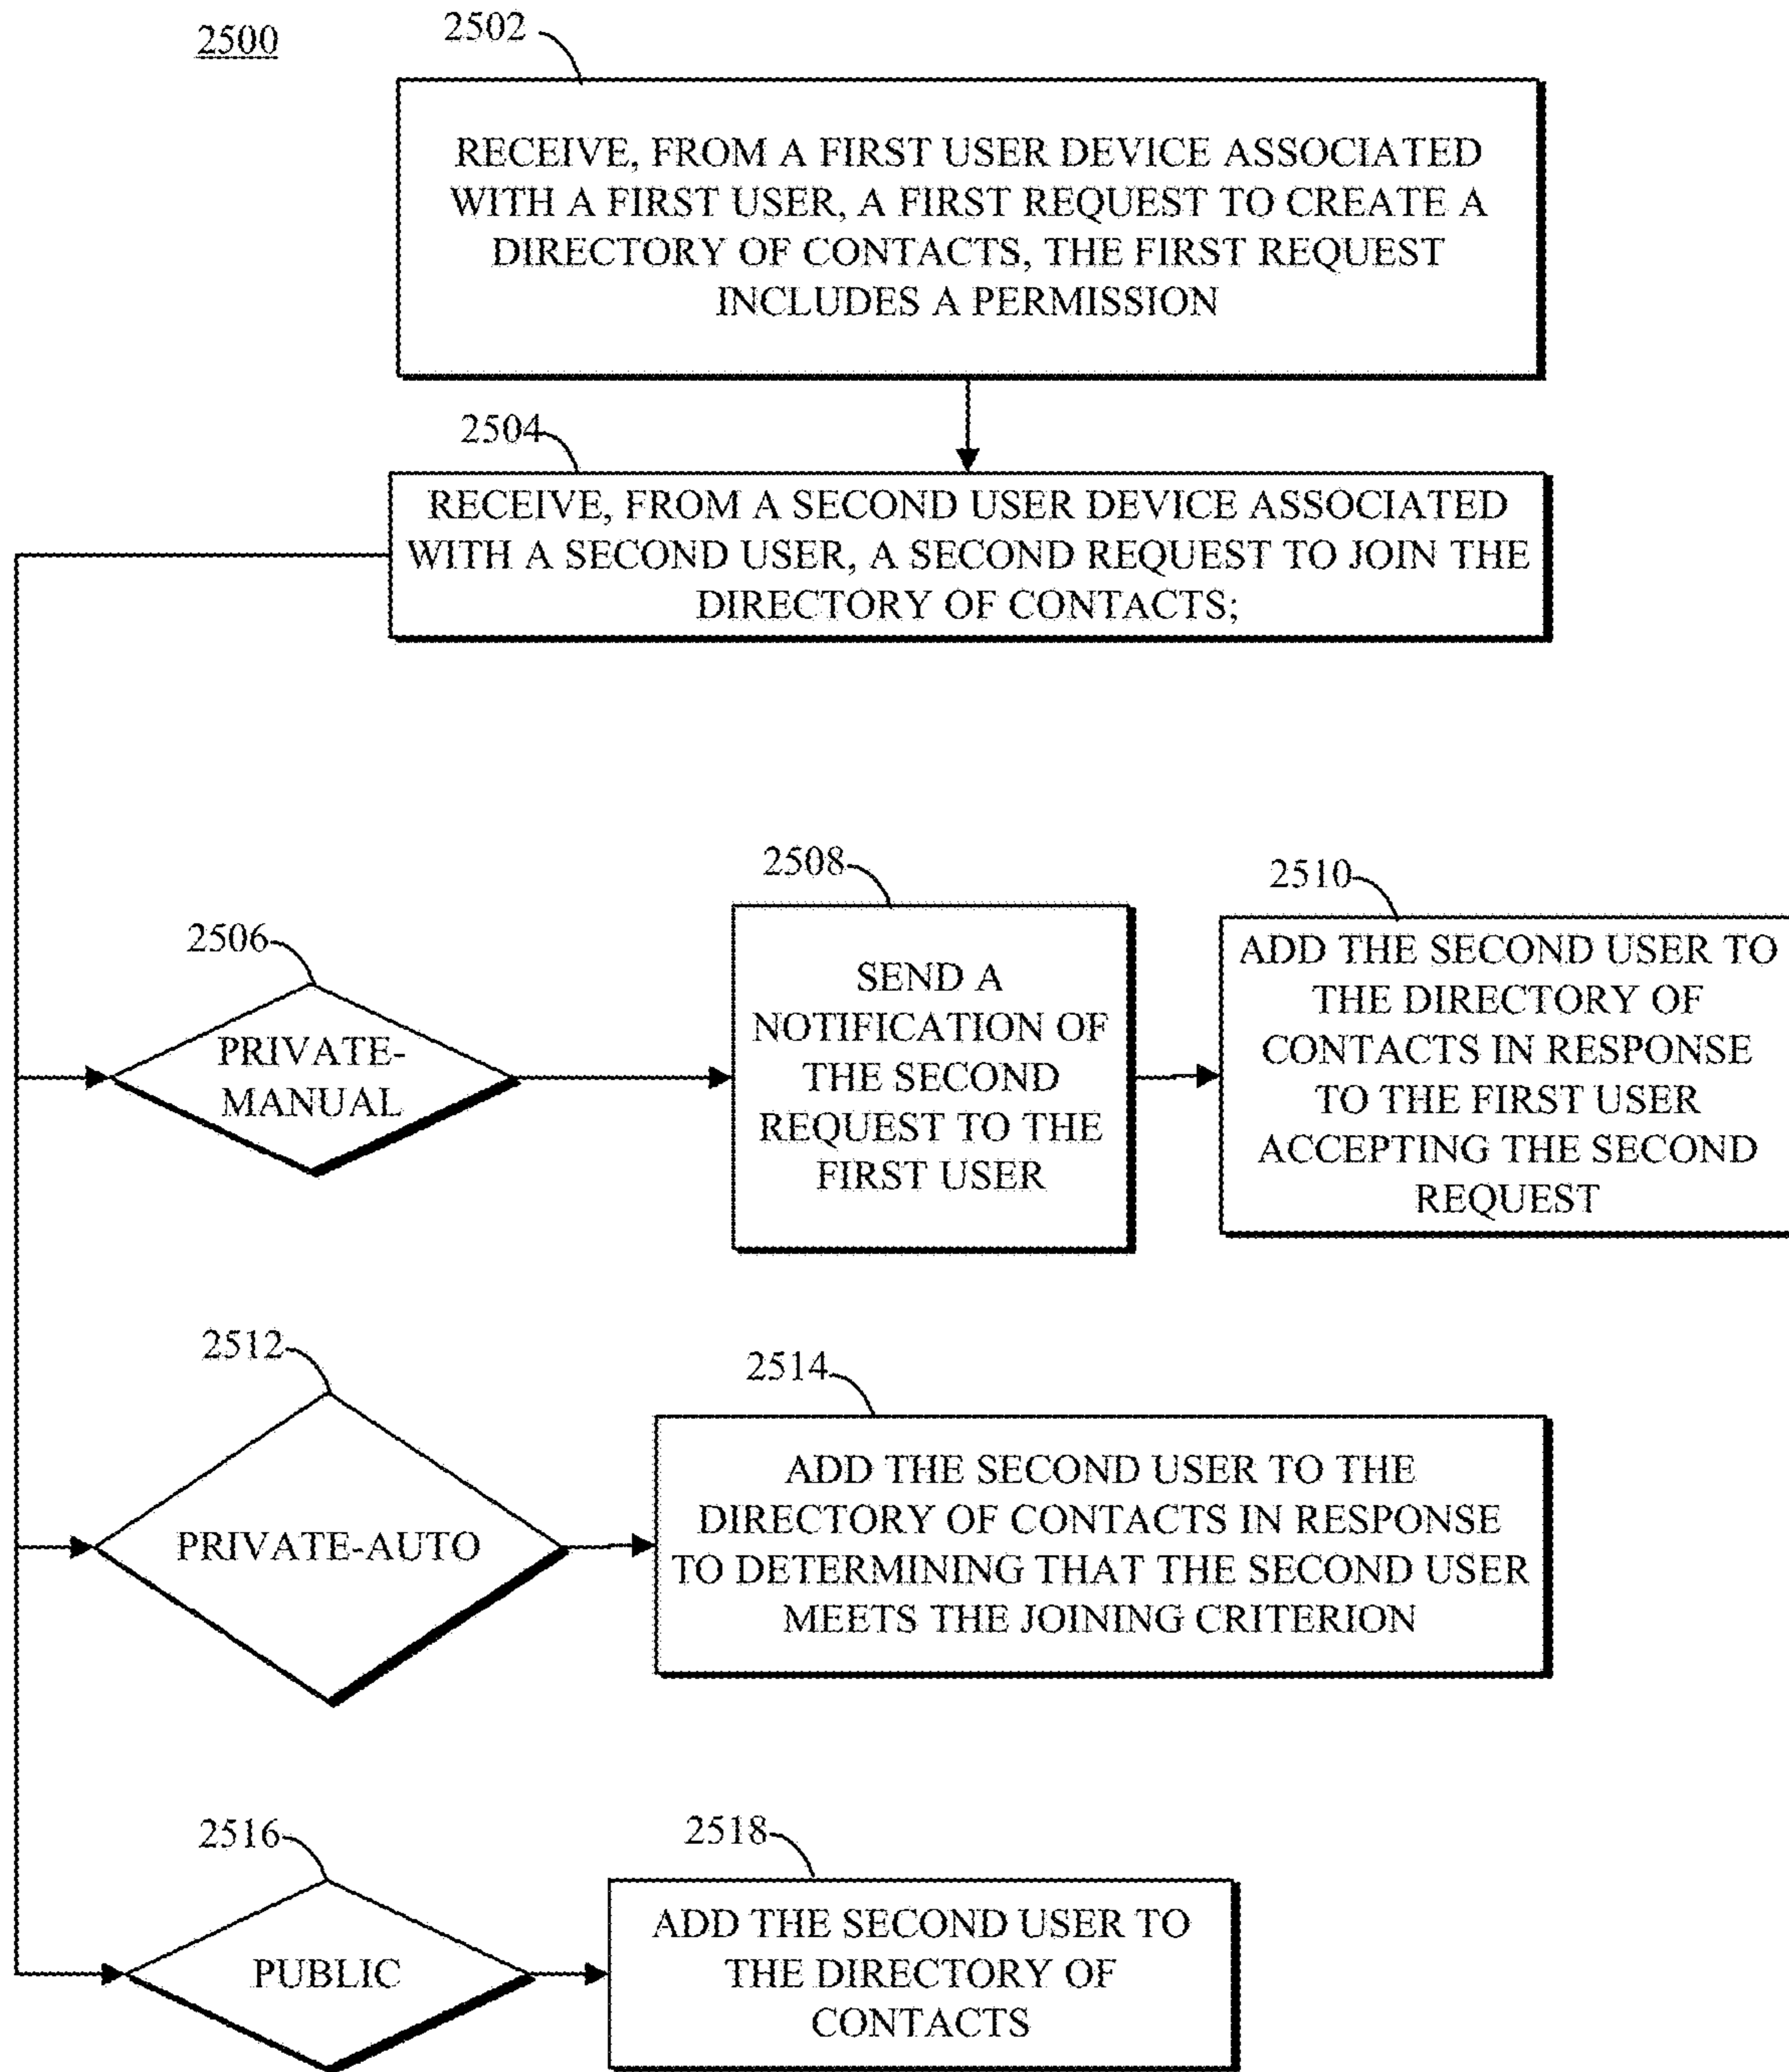 2500
2502
RECEIVE, FROM A FIRST USER DEVICE ASSOCIATED
WITH A FIRST USER, A FIRST REQUEST TO CREATE A
DIRECTORY OF CONTACTS, THE FIRST REQUEST
INCLUDES A PERMISSION
2504
RECEIVE, FROM A SECOND USER DEVICE ASSOCIATED
WITH A SECOND USER, A SECOND REQUEST TO JOIN THE
DIRECTORY OF CONTACTS;
2506
PRIVATE-
MANUAL
2508
SEND A
NOTIFICATION OF
THE SECOND
REQUEST TO THE
FIRST USER
2510
ADD THE SECOND USER TO
THE DIRECTORY OF
CONTACTS IN RESPONSE
TO THE FIRST USER
ACCEPTING THE SECOND
REQUEST
2512
PRIVATE-AUTO
2514
ADD THE SECOND USER TO THE
DIRECTORY OF CONTACTS IN RESPONSE
TO DETERMINING THAT THE SECOND USER
MEETS THE JOINING CRITERION
2516
PUBLIC
2518
ADD THE SECOND USER TO
THE DIRECTORY OF
CONTACTS